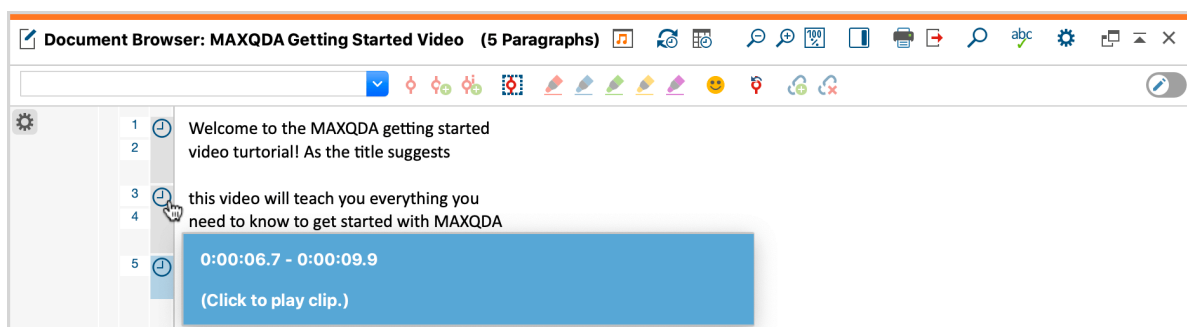 Document Browser: MAXQDA Getting Started Video (5 Paragraphs)
100
%
abc
1 Welcome to the MAXQDA getting started
2 video turtorial! As the title suggests
3 this video will teach you everything you
4 need to know to get started with MAXQDA
5
0:00:06.7 - 0:00:09.9
(Click to play clip.)